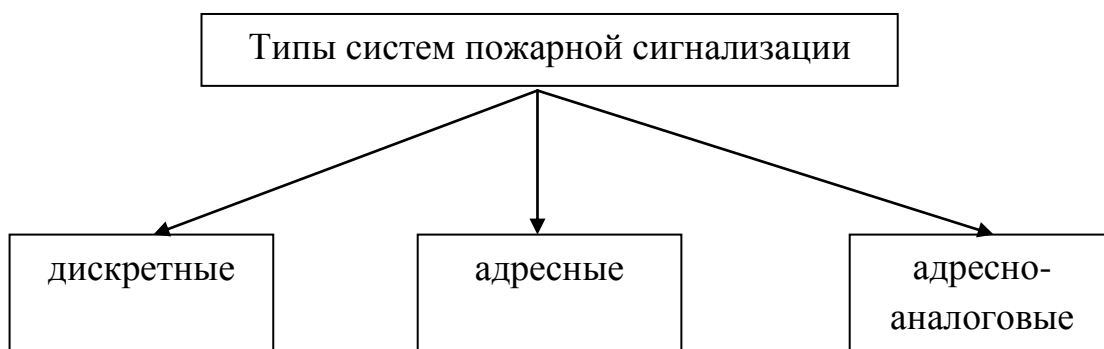 Типы систем пожарной сигнализации
дискретные
адресные
адресно-
аналоговые